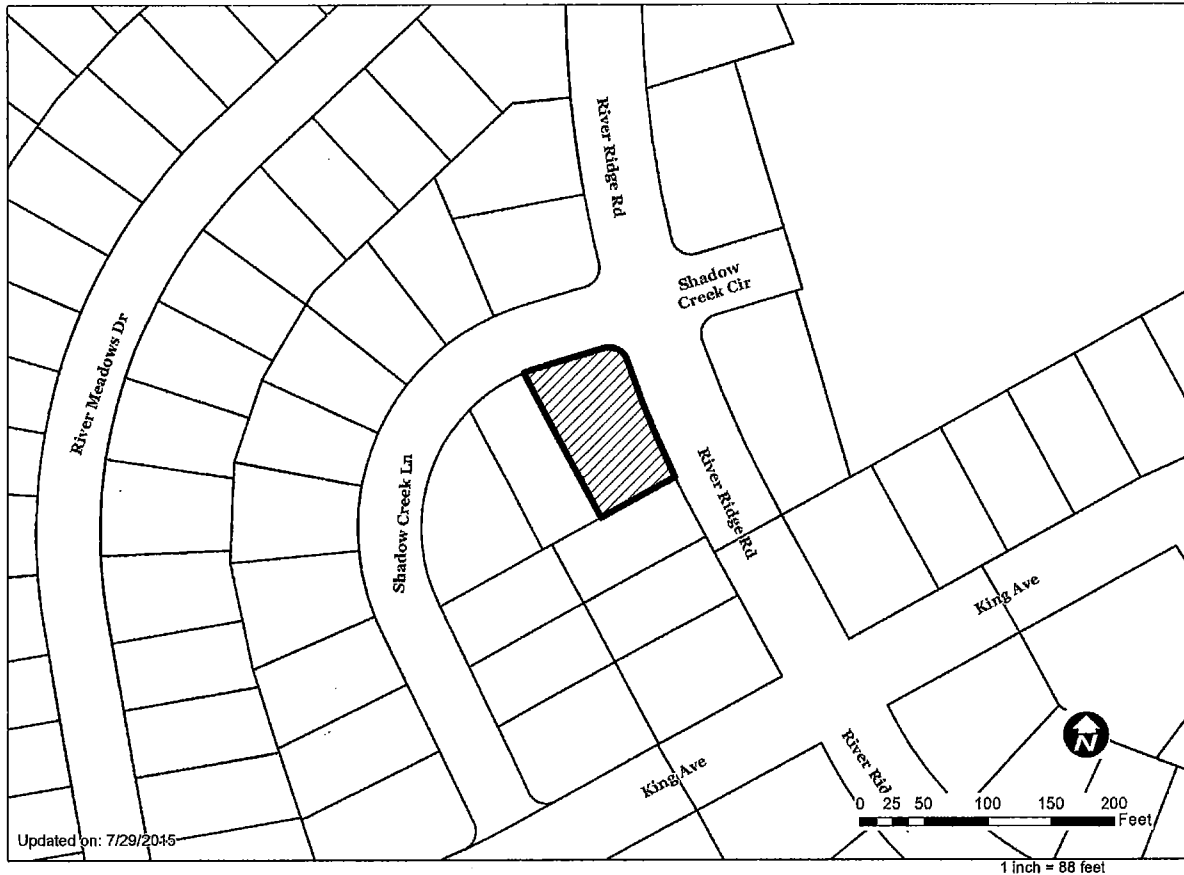 River Ridge Rd
Shadow
Creek Cir
River Meadows Dr
Shadow Creek Ln
River Ridge Rd
King Ave
King Ave
River Rid
N
0 25 50 100 150 200
Feet
Updated on: 7/29/2015
1 inch = 88 feet